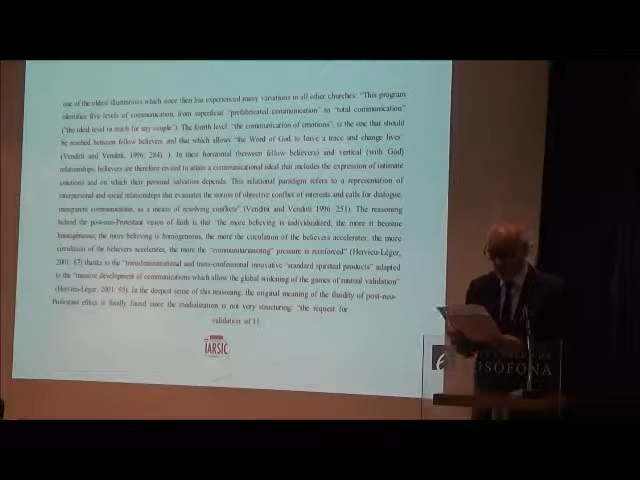 one of the oldest illustrations which since then has experienced many variations in all other churches: "This program
identifies five levels of communication, from superficial "prefabricated communication" to "total communication"
("the ideal level to reach for any couple"). The fourth level "the communication of emotions", is the one that should
be reached between fellow believers and that which allows "the Word of God to leave a trace and change lives"
(Venditti and Venditti, 1996: 284). ). In their horizontal (between fellow believers) and vertical (with God)
relationships, believers are therefore invited to attain a communicational ideal that includes the expression of intimate
emotions and on which their personal salvation depends. This relational paradigm refers to a representation of
interpersonal and social relationships that evaluates the notion of objective conflict of interests and calls for dialogue,
transparent communication, as a means of resolving conflicts" (Venditti and Venditti 1996: 251). The reasoning
behind the post-neo-Protestant vision of faith is that "the more believing is individualized, the more it become
homogeneous; the more believing is homogeneous, the more the circulation of the believers accelerates, the more
circulation of the believers accelerates, the more the "communitarianizing" pressure is reinforced" (Hervieu-Léger,
2001: 87) thanks to the "transdenominational and trans-confessional innovative "standard spiritual products" adapted
to the "massive development of communications which allow the global widening of the games of mutual validation"
(Hervieu-Léger, 2001: 93). In the deepest sense of this reasoning, the original meaning of the fluidity of post-neo-
Protestant ethos is finally found since the medialization is not very structuring: "the request for
validation of
IARSIC
OSÓFONA